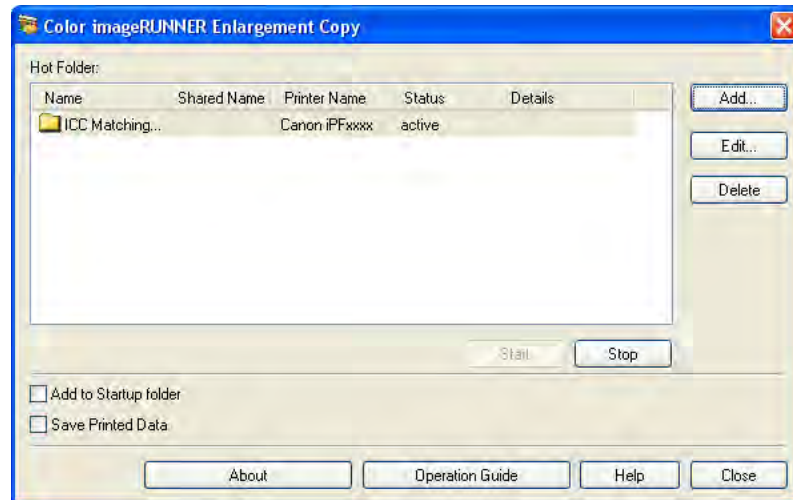 Color imageRUNNER Enlargement Copy
Hot Folder:
Name Shared Name Printer Name Status Details
ICC Matching... Canon iPFxxxx active
Add...
Edit...
Delete
Start Stop
Add to Startup folder
Save Printed Data
About Operation Guide Help Close